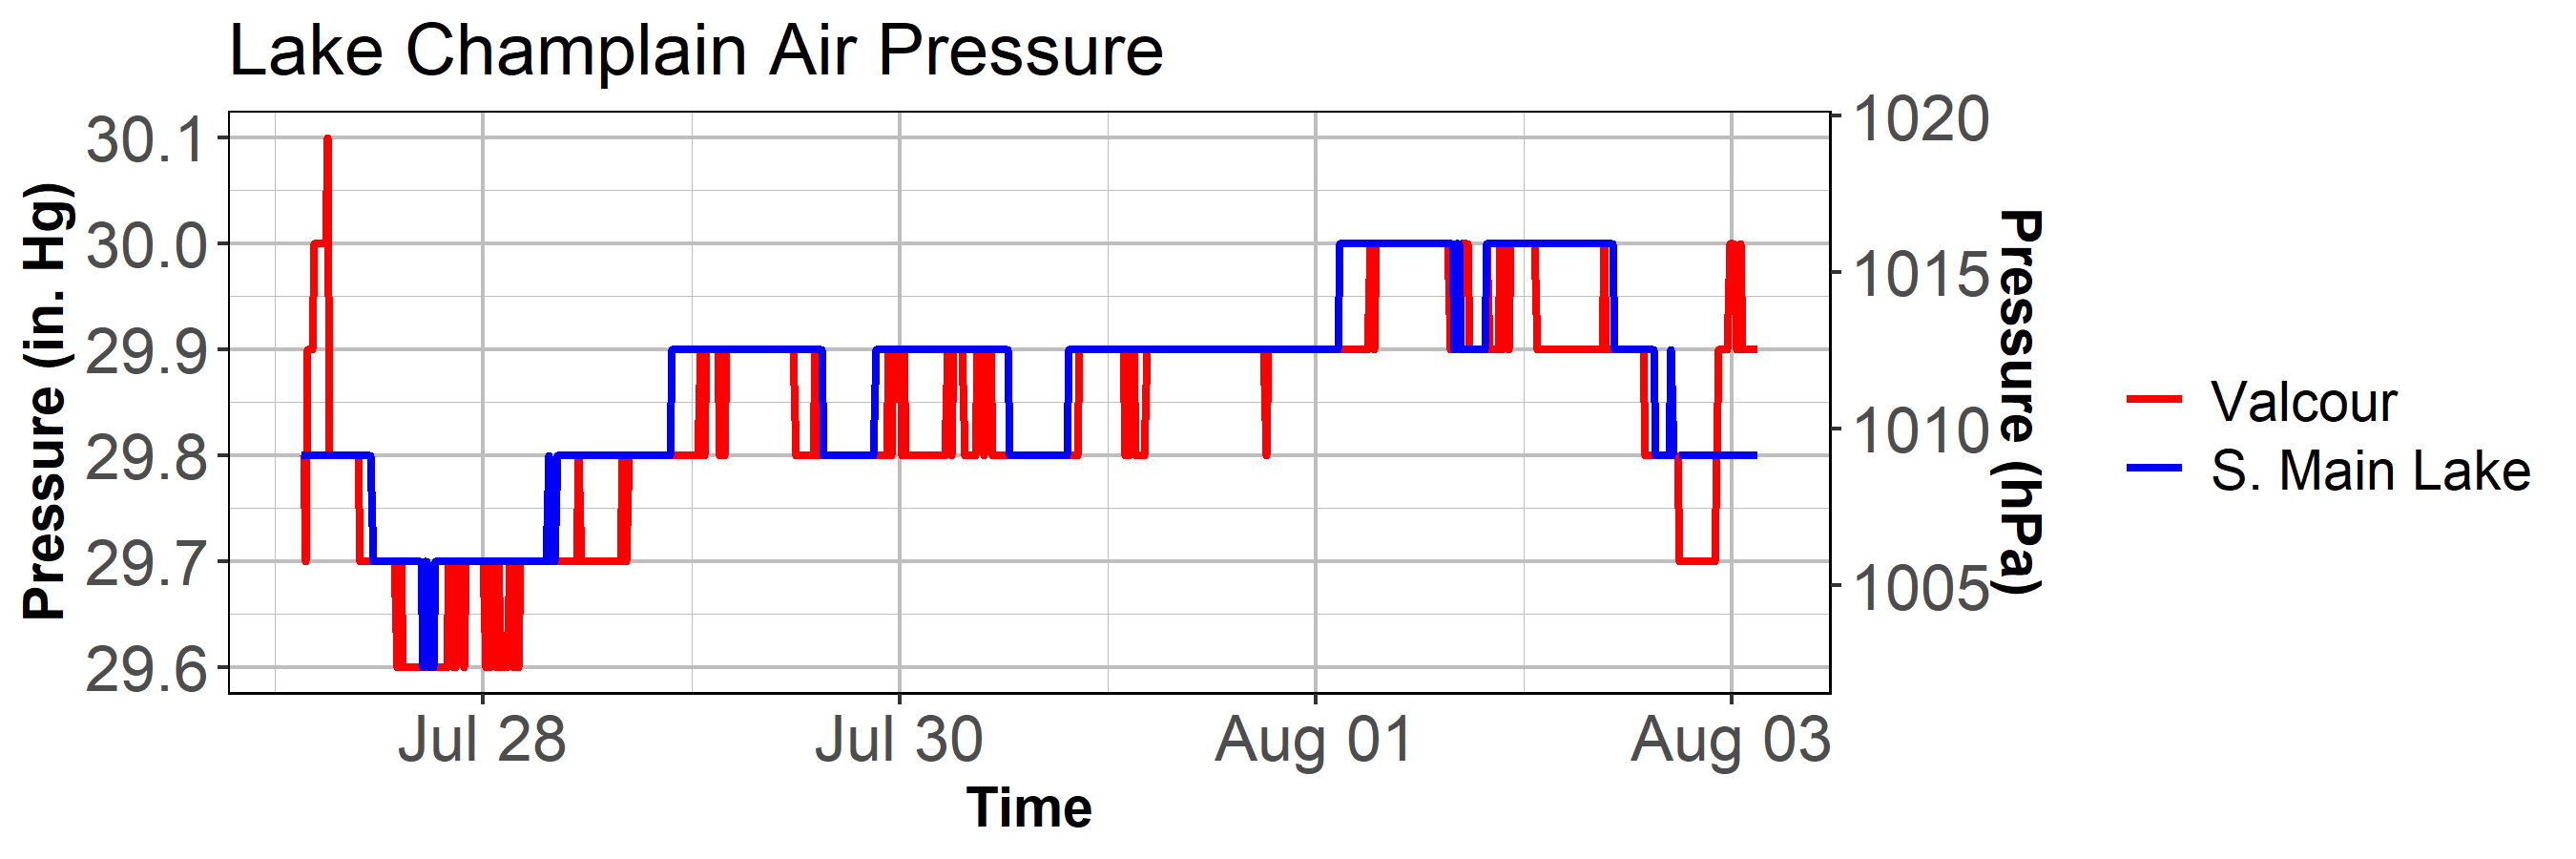 Lake Champlain Air Pressure
Pressure (in. Hg)
30.1
30.0
29.9
29.8
29.7
29.6
1020
1015
1010
1005
Pressure (hPa)
Jul 28
Jul 30
Aug 01
Aug 03
Time
Valcour
S. Main Lake